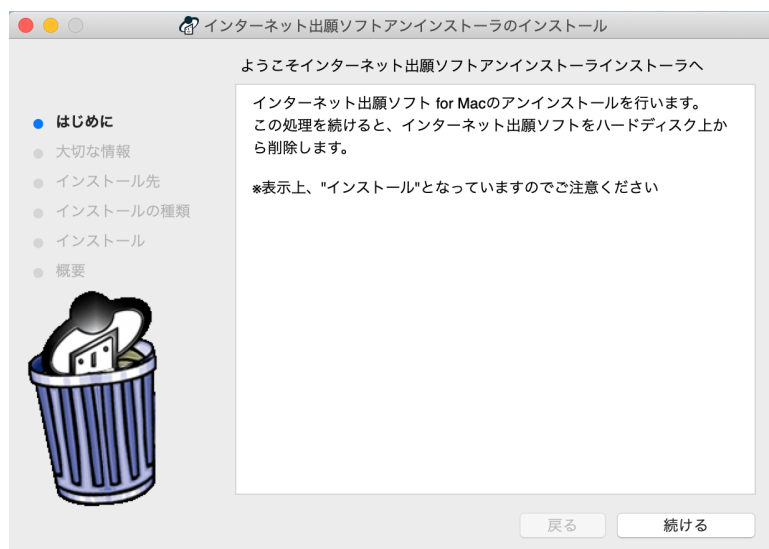 インターネット出願ソフトアンインストーラのインストール
ようこそインターネット出願ソフトアンインストーラインストーラへ
はじめに
大切な情報
インストール先
インストールの種類
インストール
概要
インターネット出願ソフト for Macのアンインストールを行います。
この処理を続けると、インターネット出願ソフトをハードディスク上か
ら削除します。
※表示上、"インストール"となっていますのでご注意ください
戻る
続ける